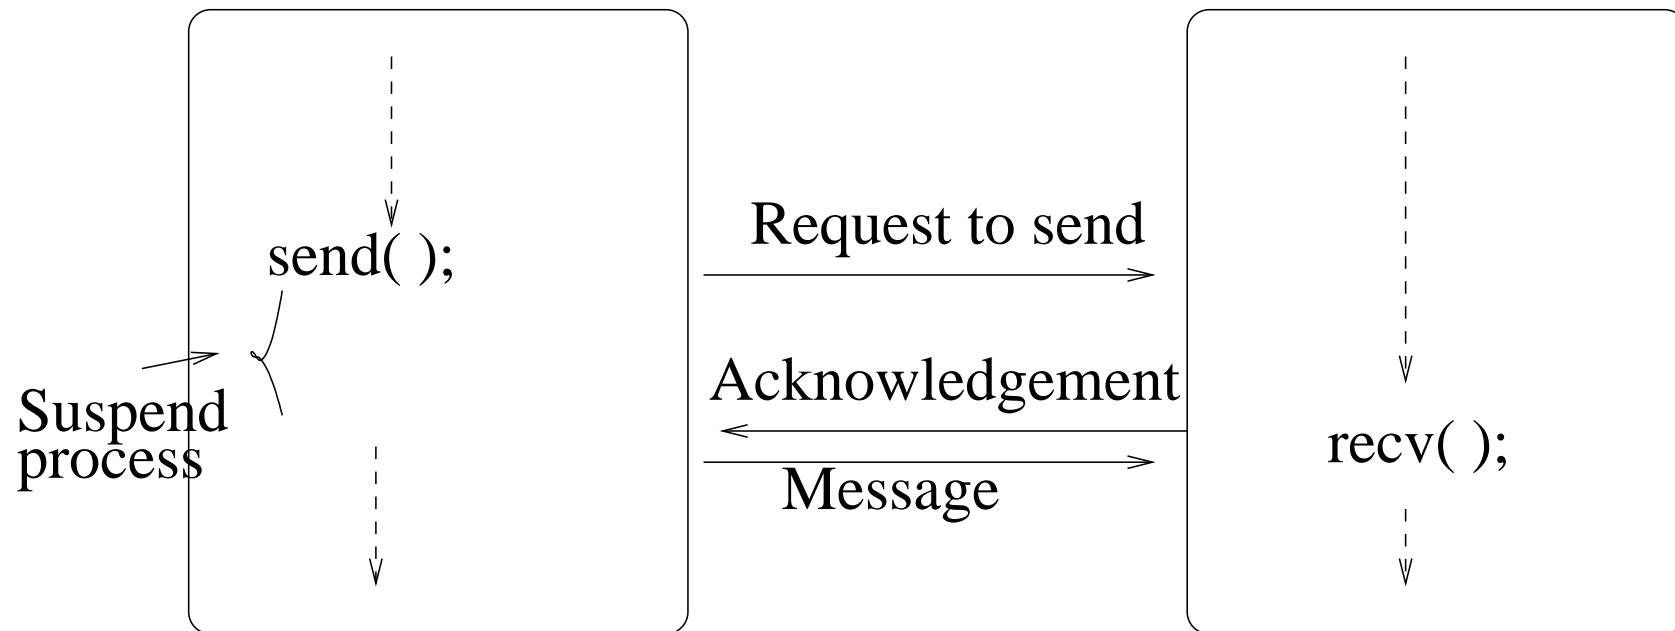 Request to send
send( );
Acknowledgement
Suspend
process
recv( );
Message